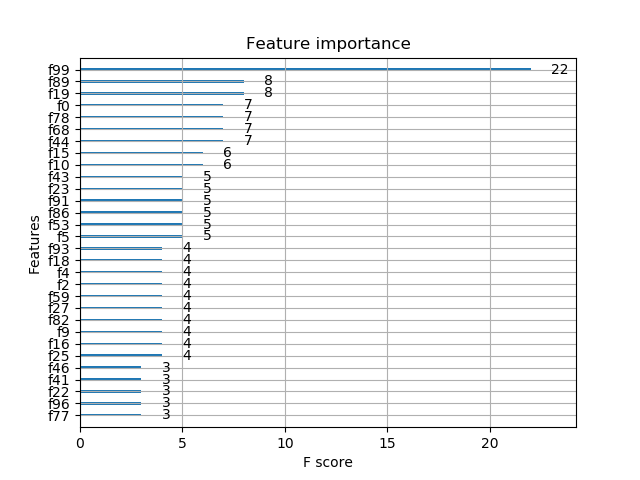 Feature importance
f99 22
f89 8
f19 8
f0 7
f78 7
f68 7
f44 7
f15 6
f10 6
f43 5
f23 5
f91 5
f86 5
f53 5
f5 5
f93 4
f18 4
f4 4
f2 4
f59 4
f27 4
f82 4
f9 4
f16 4
f25 4
f46 3
f41 3
f22 3
f96 3
f77 3
Features
0 5 10 15 20
F score